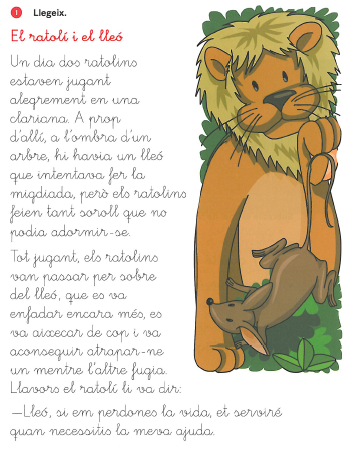 1 Llegeix.
El ratolí i el lleó
Un dia dos ratolins
estaven jugant
alegrement en una
clariana. A prop
d'allí, a l'ombra d'un
arbre, hi havia un lleó
que intentava fer la
migdiada, però els ratolins
feien tant soroll que no
podia adormir-se.
Tot jugant, els ratolins
van passar per sobre
del lleó, que es va
enfadar encara més, es
va aixecar de cop i va
aconseguir atrapar-ne
un mentre l'altre fugia.
Llavors el ratolí li va dir:
—Lleó, si em perdones la vida, et serviré
quan necessitis la meva ajuda.